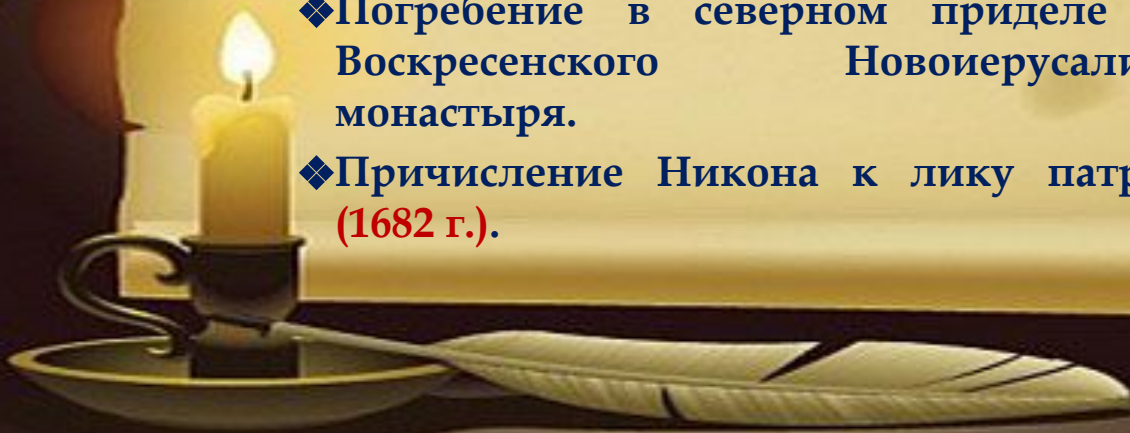 ❖Погребение в северном приделе
Воскресенского
монастыря.
❖Причисление Никона к лику
(1682 г.).